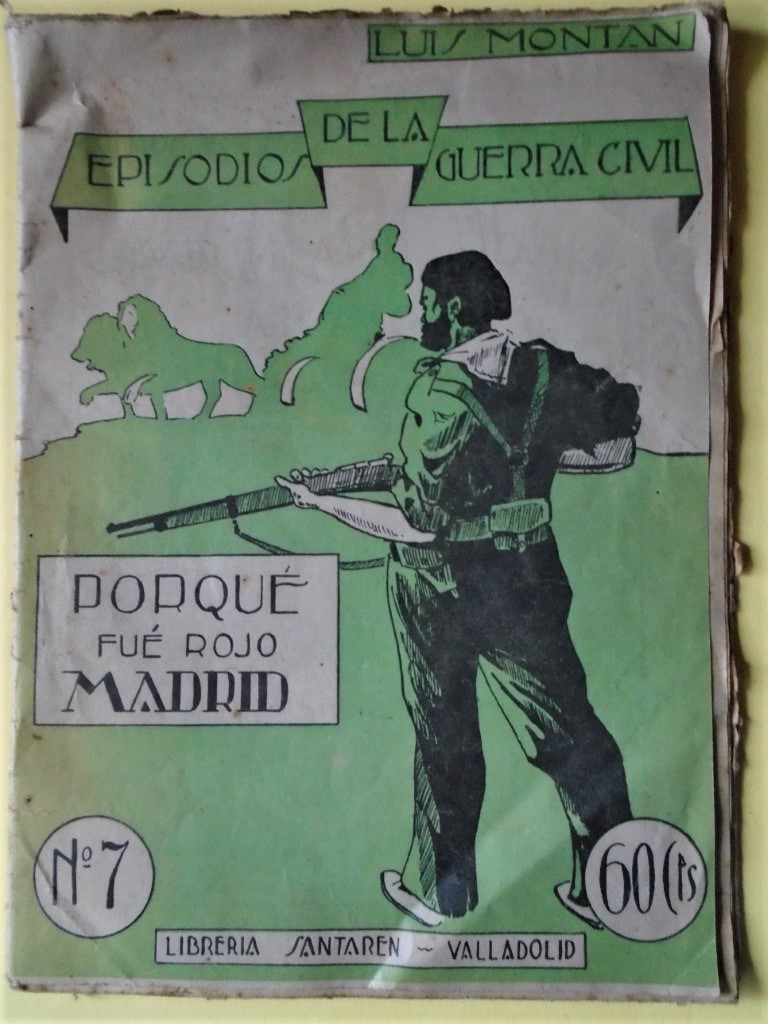 LUIS MONTAN
EPISODIOS DE LA GUERRA CIVIL
PORQUÉ
FUÉ ROJO
MADRID
Nº 7
60 Cts
LIBRERIA SANTAREN ~ VALLADOLID